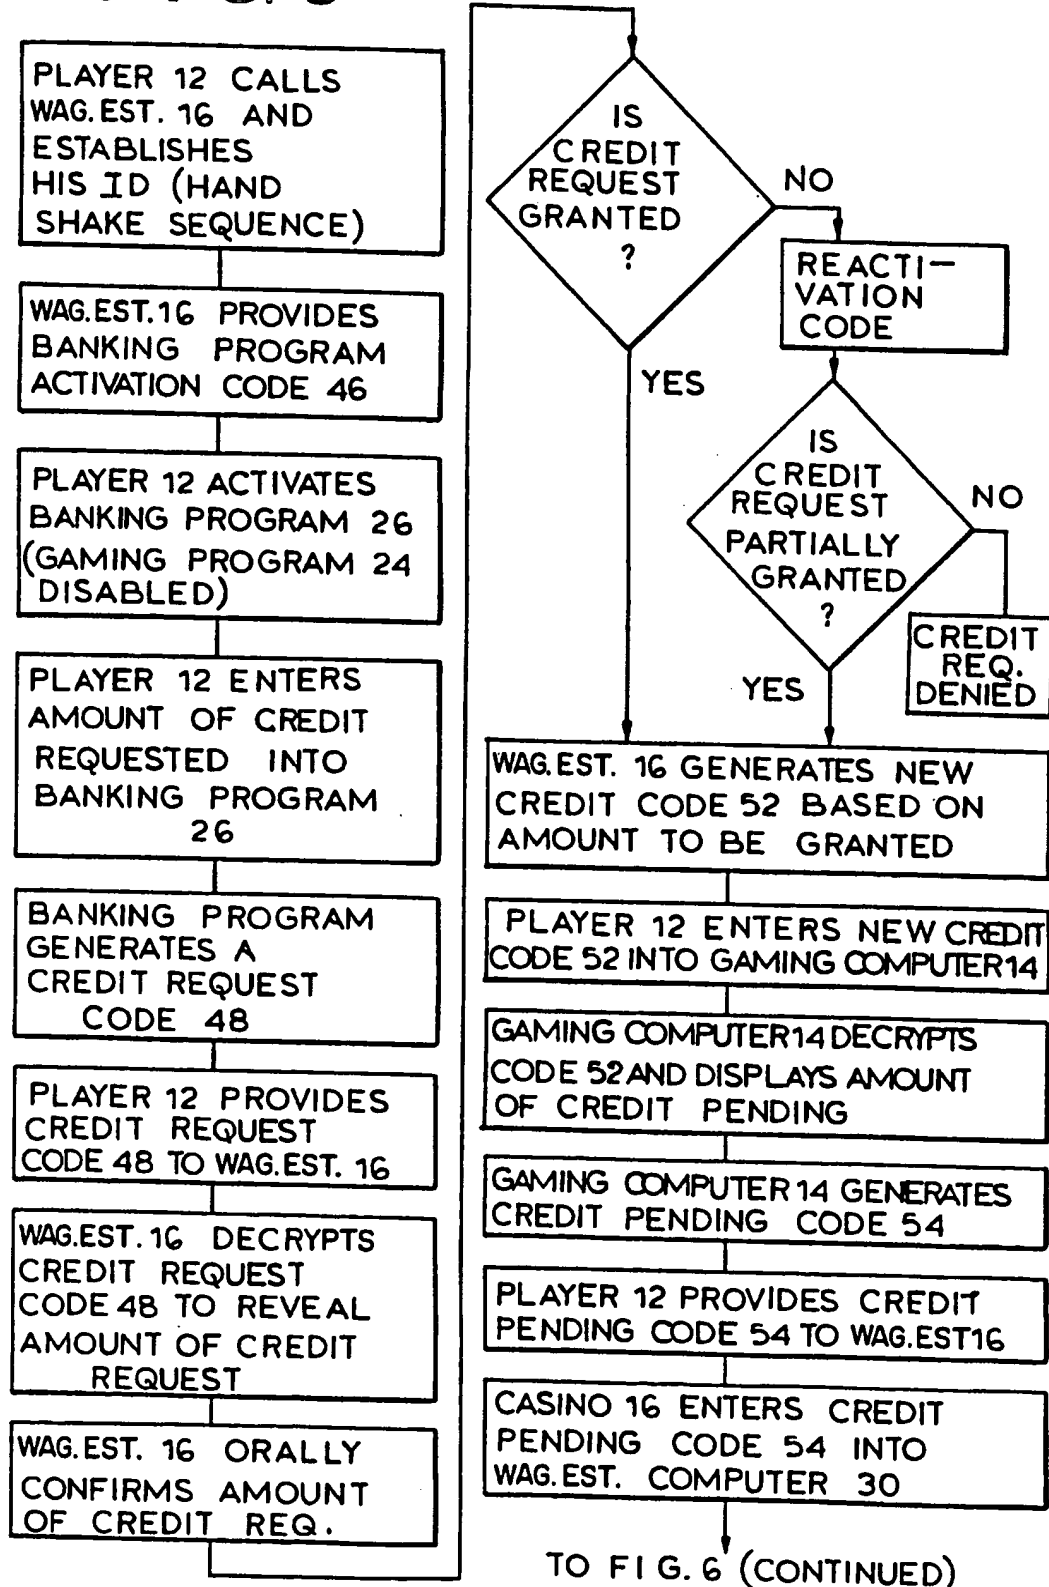 PLAYER 12 CALLS
WAG.EST. 16 AND
ESTABLISHES
HIS ID (HAND
SHAKE SEQUENCE)
WAG.EST.16 PROVIDES
BANKING PROGRAM
ACTIVATION CODE 46
PLAYER 12 ACTIVATES
BANKING PROGRAM 26
(GAMING PROGRAM 24
DISABLED)
PLAYER 12 ENTERS
AMOUNT OF CREDIT
REQUESTED INTO
BANKING PROGRAM
26
BANKING PROGRAM
GENERATES A
CREDIT REQUEST
CODE 48
PLAYER 12 PROVIDES
CREDIT REQUEST
CODE 48 TO WAG.EST. 16
WAG.EST.16 DECRYPTS
CREDIT REQUEST
CODE 48 TO REVEAL
AMOUNT OF CREDIT
REQUEST
WAG.EST. 16 ORALLY
CONFIRMS AMOUNT
OF CREDIT REQ.
IS
CREDIT
REQUEST
GRANTED
?
NO
REACTI-
VATION
CODE
YES
IS
CREDIT
REQUEST
PARTIALLY
GRANTED
?
NO
CREDIT
REQ.
DENIED
YES
WAG.EST. 16 GENERATES NEW
CREDIT CODE 52 BASED ON
AMOUNT TO BE GRANTED
PLAYER 12 ENTERS NEW CREDIT
CODE 52 INTO GAMING COMPUTER 14
GAMING COMPUTER 14 DECRYPTS
CODE 52 AND DISPLAYS AMOUNT
OF CREDIT PENDING
GAMING COMPUTER 14 GENERATES
CREDIT PENDING CODE 54
PLAYER 12 PROVIDES CREDIT
PENDING CODE 54 TO WAG.EST16
CASINO 16 ENTERS CREDIT
PENDING CODE 54 INTO
WAG.EST. COMPUTER 30
TO FIG. 6 (CONTINUED)